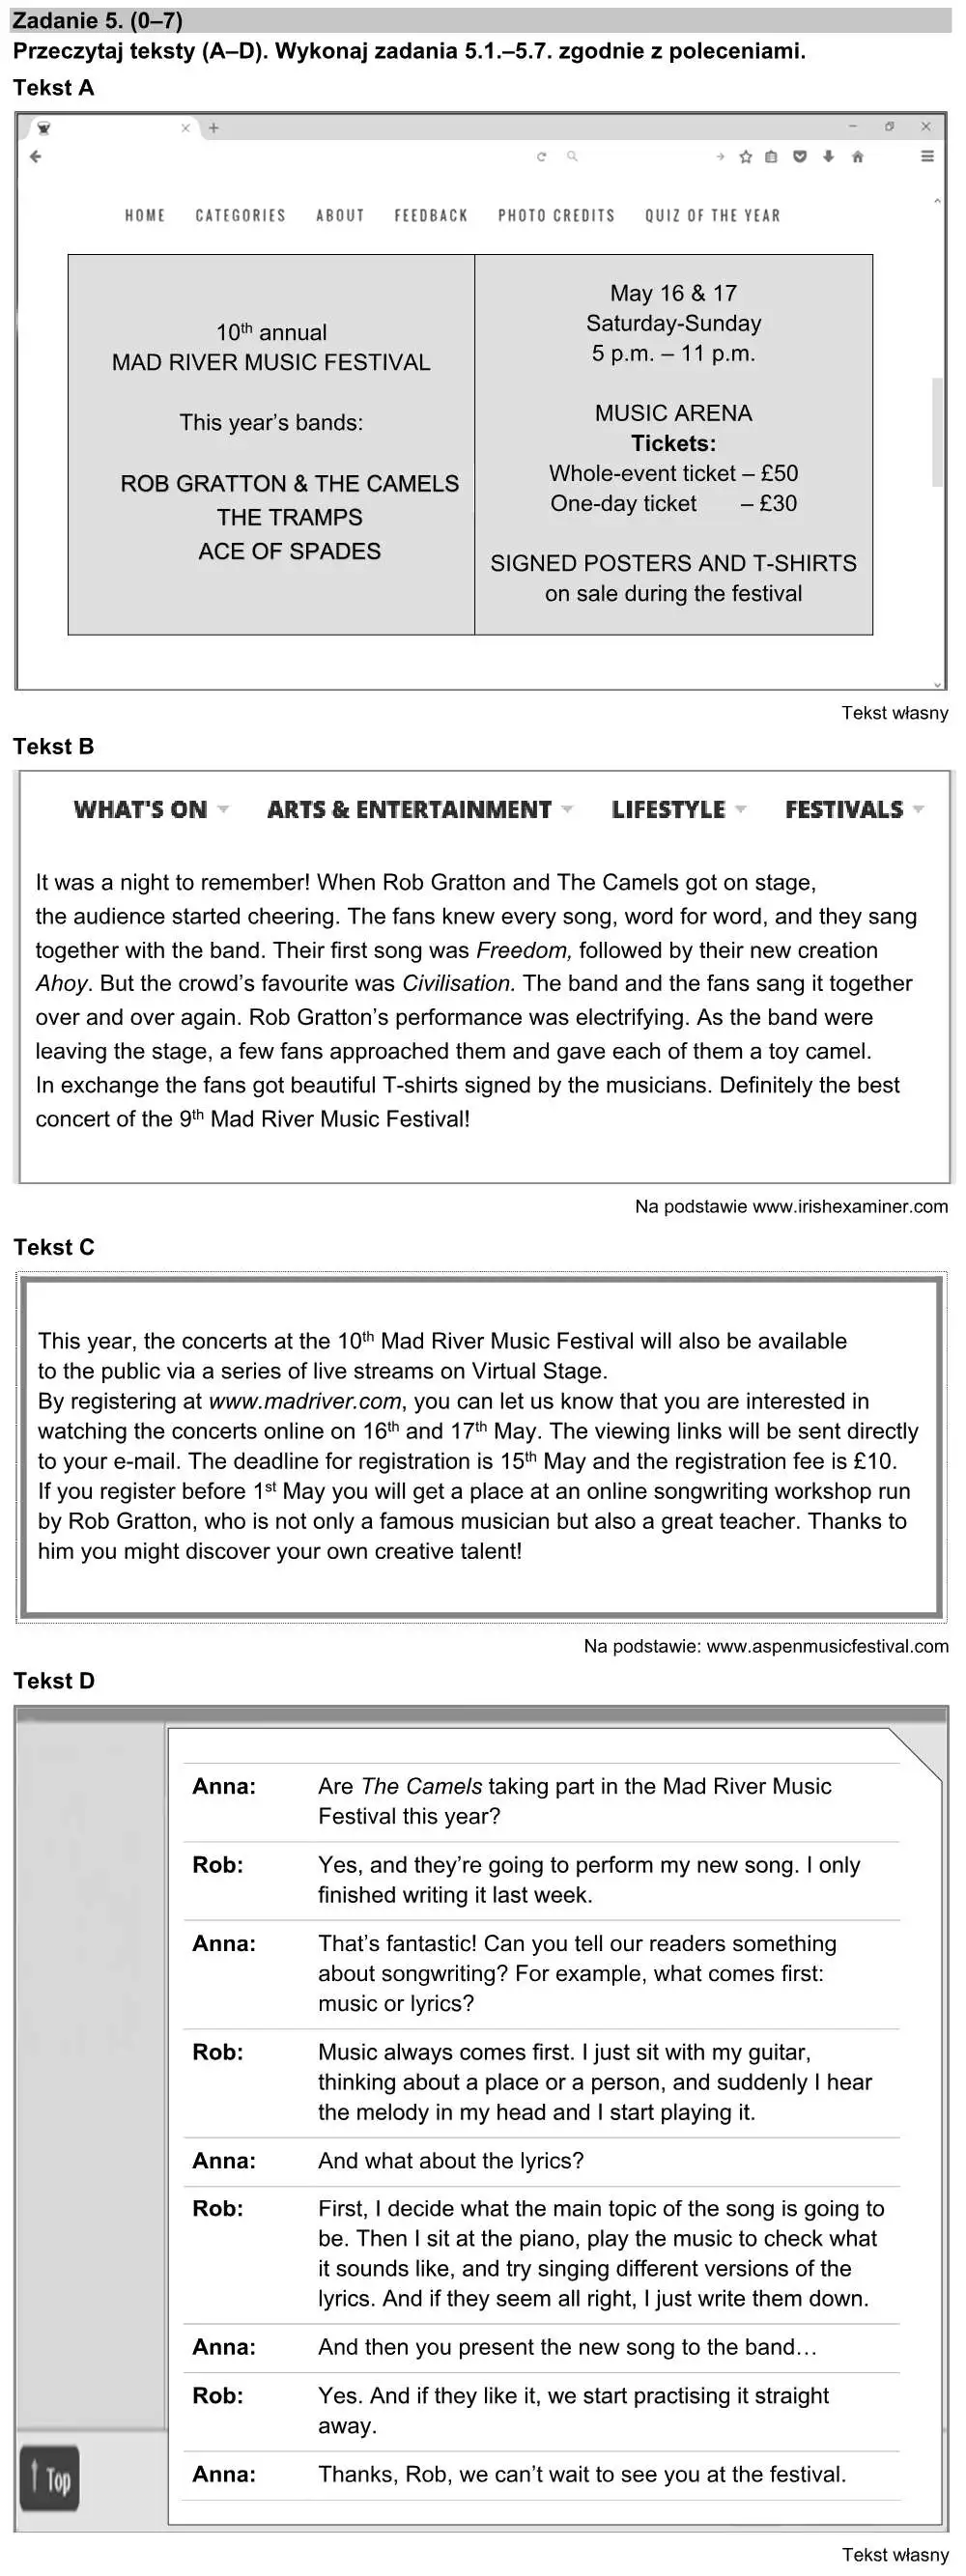 Zadanie 5. (0–7)
Przeczytaj teksty (A–D). Wykonaj zadania 5.1.–5.7. zgodnie z poleceniami.
Tekst A
HOME CATEGORIES ABOUT FEEDBACK PHOTO CREDITS QUIZ OF THE YEAR
10th annual
MAD RIVER MUSIC FESTIVAL
This year's bands:
ROB GRATTON & THE CAMELS
THE TRAMPS
ACE OF SPADES
May 16 & 17
Saturday-Sunday
5 p.m. – 11 p.m.
MUSIC ARENA
Tickets:
Whole-event ticket – £50
One-day ticket – £30
SIGNED POSTERS AND T-SHIRTS
on sale during the festival
Tekst własny
Tekst B
WHAT'S ON ARTS & ENTERTAINMENT LIFESTYLE FESTIVALS
It was a night to remember! When Rob Gratton and The Camels got on stage,
the audience started cheering. The fans knew every song, word for word, and they sang
together with the band. Their first song was Freedom, followed by their new creation
Ahoy. But the crowd's favourite was Civilisation. The band and the fans sang it together
over and over again. Rob Gratton's performance was electrifying. As the band were
leaving the stage, a few fans approached them and gave each of them a toy camel.
In exchange the fans got beautiful T-shirts signed by the musicians. Definitely the best
concert of the 9th Mad River Music Festival!
Na podstawie www.irishexaminer.com
Tekst C
This year, the concerts at the 10th Mad River Music Festival will also be available
to the public via a series of live streams on Virtual Stage.
By registering at www.madriver.com, you can let us know that you are interested in
watching the concerts online on 16th and 17th May. The viewing links will be sent directly
to your e-mail. The deadline for registration is 15th May and the registration fee is £10.
If you register before 1st May you will get a place at an online songwriting workshop run
by Rob Gratton, who is not only a famous musician but also a great teacher. Thanks to
him you might discover your own creative talent!
Na podstawie: www.aspenmusicfestival.com
Tekst D
Anna: Are The Camels taking part in the Mad River Music
Festival this year?
Rob: Yes, and they're going to perform my new song. I only
finished writing it last week.
Anna: That's fantastic! Can you tell our readers something
about songwriting? For example, what comes first:
music or lyrics?
Rob: Music always comes first. I just sit with my guitar,
thinking about a place or a person, and suddenly I hear
the melody in my head and I start playing it.
Anna: And what about the lyrics?
Rob: First, I decide what the main topic of the song is going to
be. Then I sit at the piano, play the music to check what
it sounds like, and try singing different versions of the
lyrics. And if they seem all right, I just write them down.
Anna: And then you present the new song to the band…
Rob: Yes. And if they like it, we start practising it straight
away.
Anna: Thanks, Rob, we can't wait to see you at the festival.
Top
Tekst własny